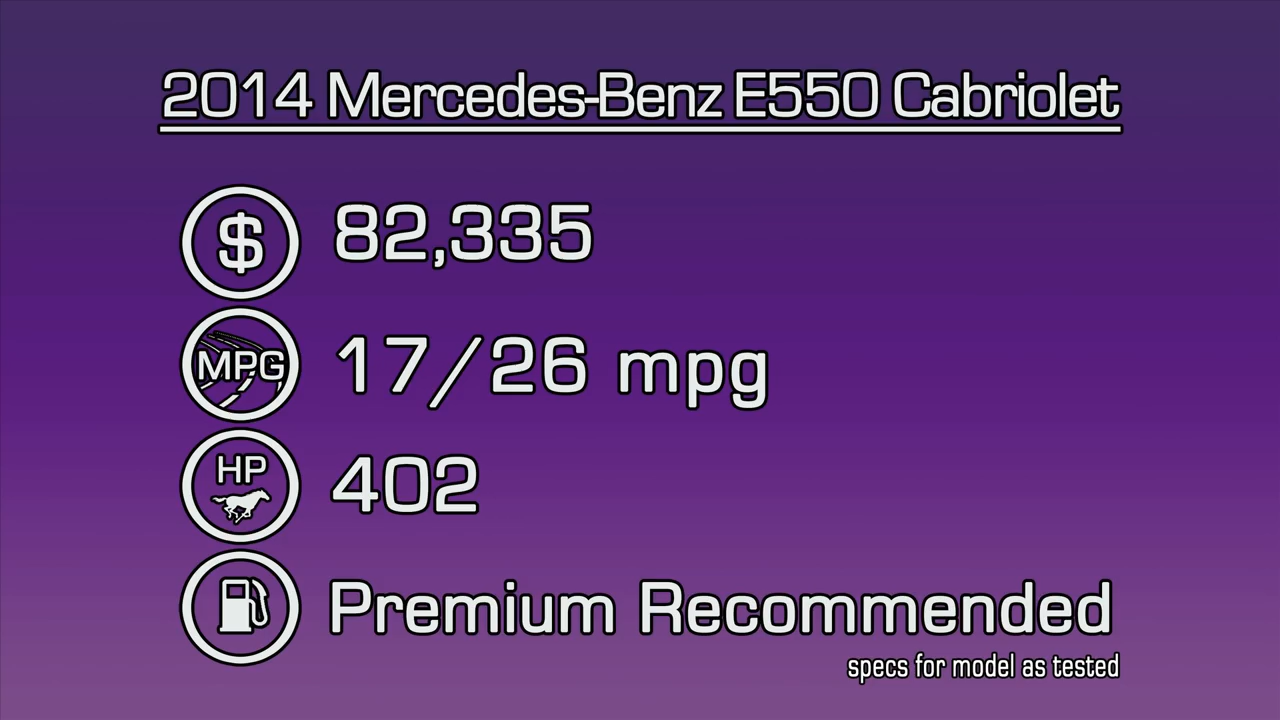 2014 Mercedes-Benz E550 Cabriolet
$ 82,335
MPG 17/26 mpg
HP 402
Premium Recommended
specs for model as tested